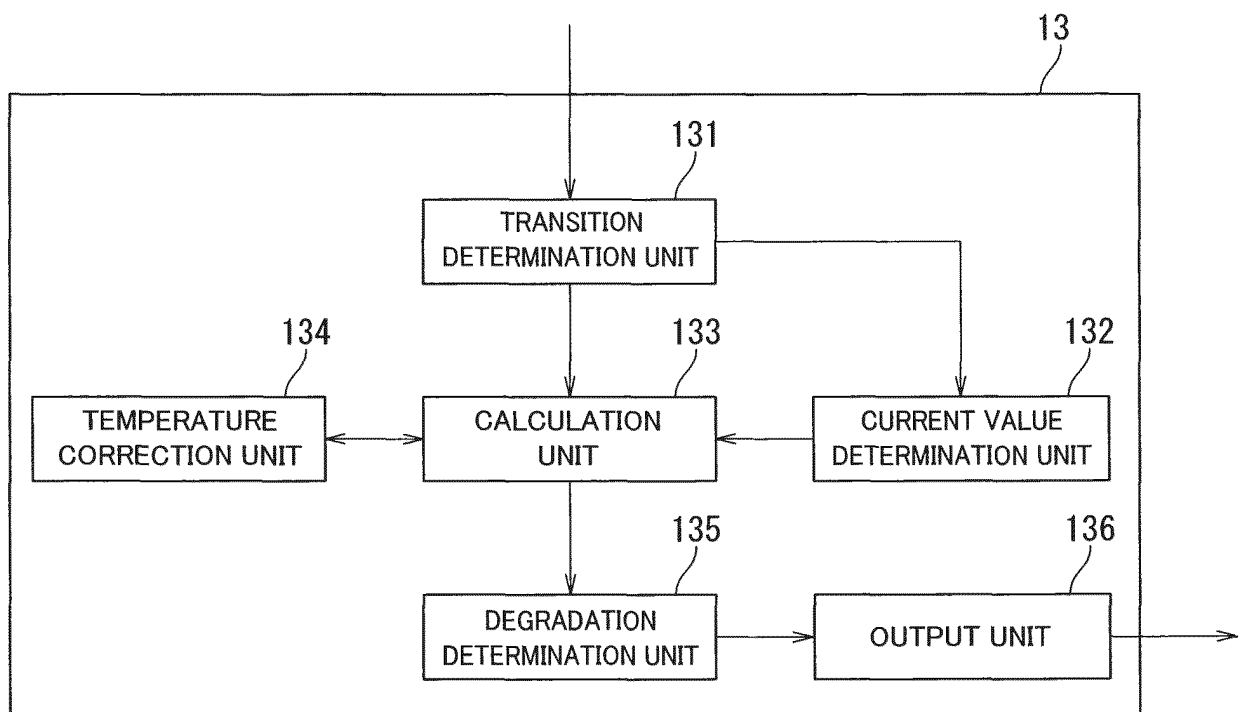 13
131
TRANSITION
DETERMINATION UNIT
134
133
132
TEMPERATURE
CORRECTION UNIT
CALCULATION
UNIT
CURRENT VALUE
DETERMINATION UNIT
135
136
DEGRADATION
DETERMINATION UNIT
OUTPUT UNIT